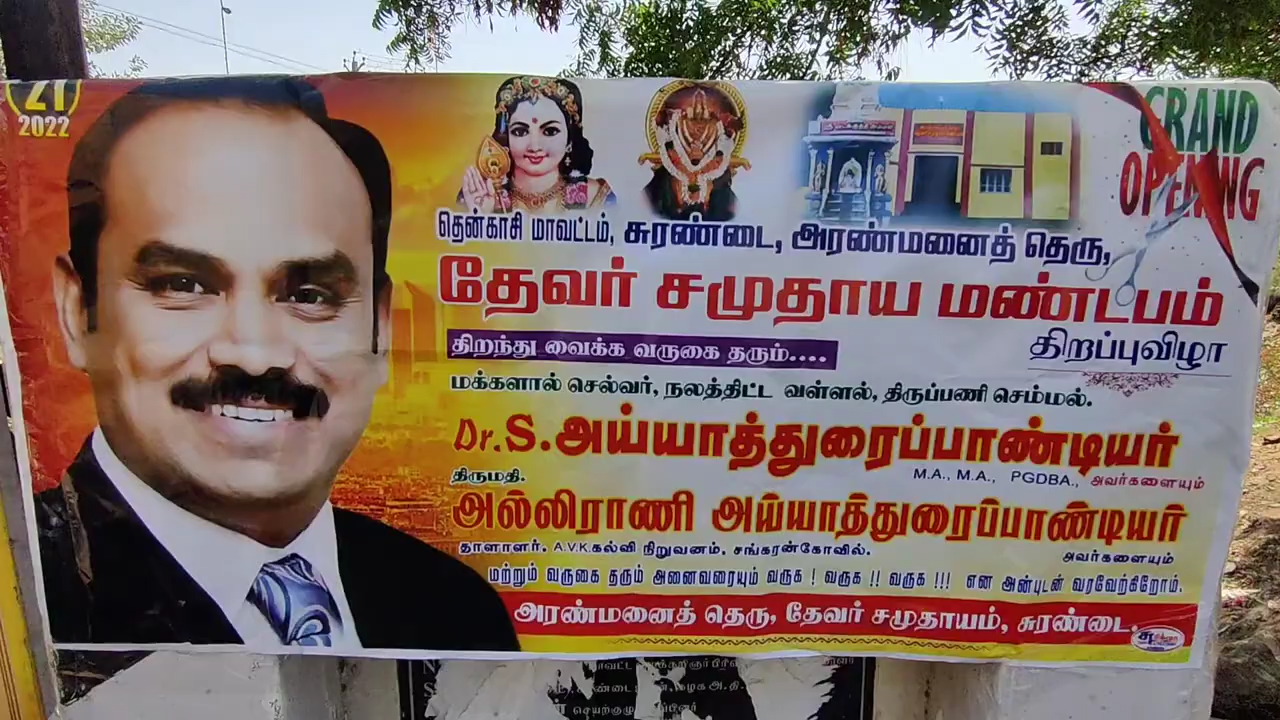 21
2022
GRAND
OPENING
தென்காசி மாவட்டம், சுரண்டை, அரண்மனைத் தெரு,
தேவர் சமுதாய மண்டபம்
திறப்புவிழா
திறந்து வைக்க வருகை தரும்....
மக்களால் செல்வர், நலத்திட்ட வள்ளல், திருப்பணி செம்மல்.
Dr.S.அய்யாத்துரைப்பாண்டியர்
M.A., M.A., PGDBA., அவர்களையும்
திருமதி.
அல்லிராணி அய்யாத்துரைப்பாண்டியர்
தாளாளர். A.V.K.கல்வி நிறுவனம், சங்கரன்கோவில்.
அவர்களையும்
மற்றும் வருகை தரும் அனைவரையும் வருக ! வருக !! வருக !!! என அன்புடன் வரவேற்கிறோம்.
அரண்மனைத் தெரு, தேவர் சமுதாயம், சுரண்டை.